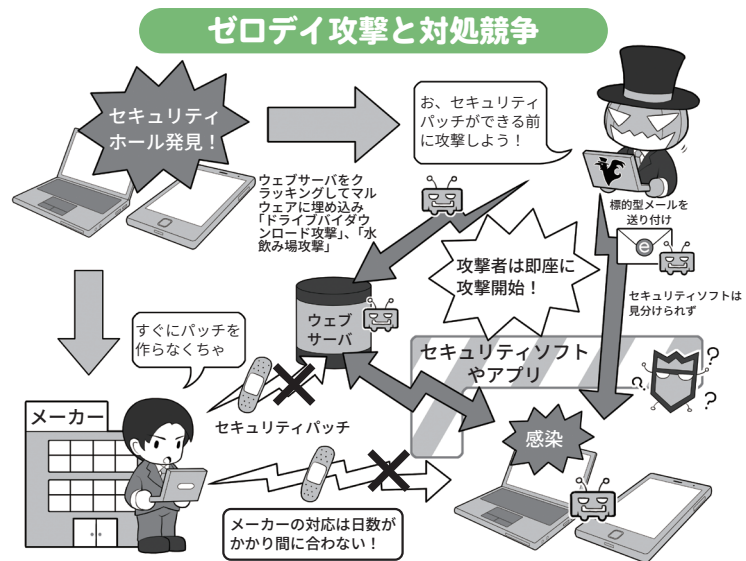 ゼロデイ攻撃と対処競争
セキュリティ
ホール発見！
お、セキュリティ
パッチができる前
に攻撃しよう！
ウェブサーバをク
ラッキングしてマル
ウェアに埋め込み
「ドライブバイダウ
ンロード攻撃」、「水
飲み場攻撃」
標的型メールを
送り付け
e
攻撃者は即座に
攻撃開始！
セキュリティソフトは
見分けられず
ウェブ
サーバ
すぐにパッチを
作らなくちゃ
セキュリティソフト
やアプリ
?
?
?
メーカー
セキュリティパッチ
感染
メーカーの対応は日数が
かかり間に合わない！